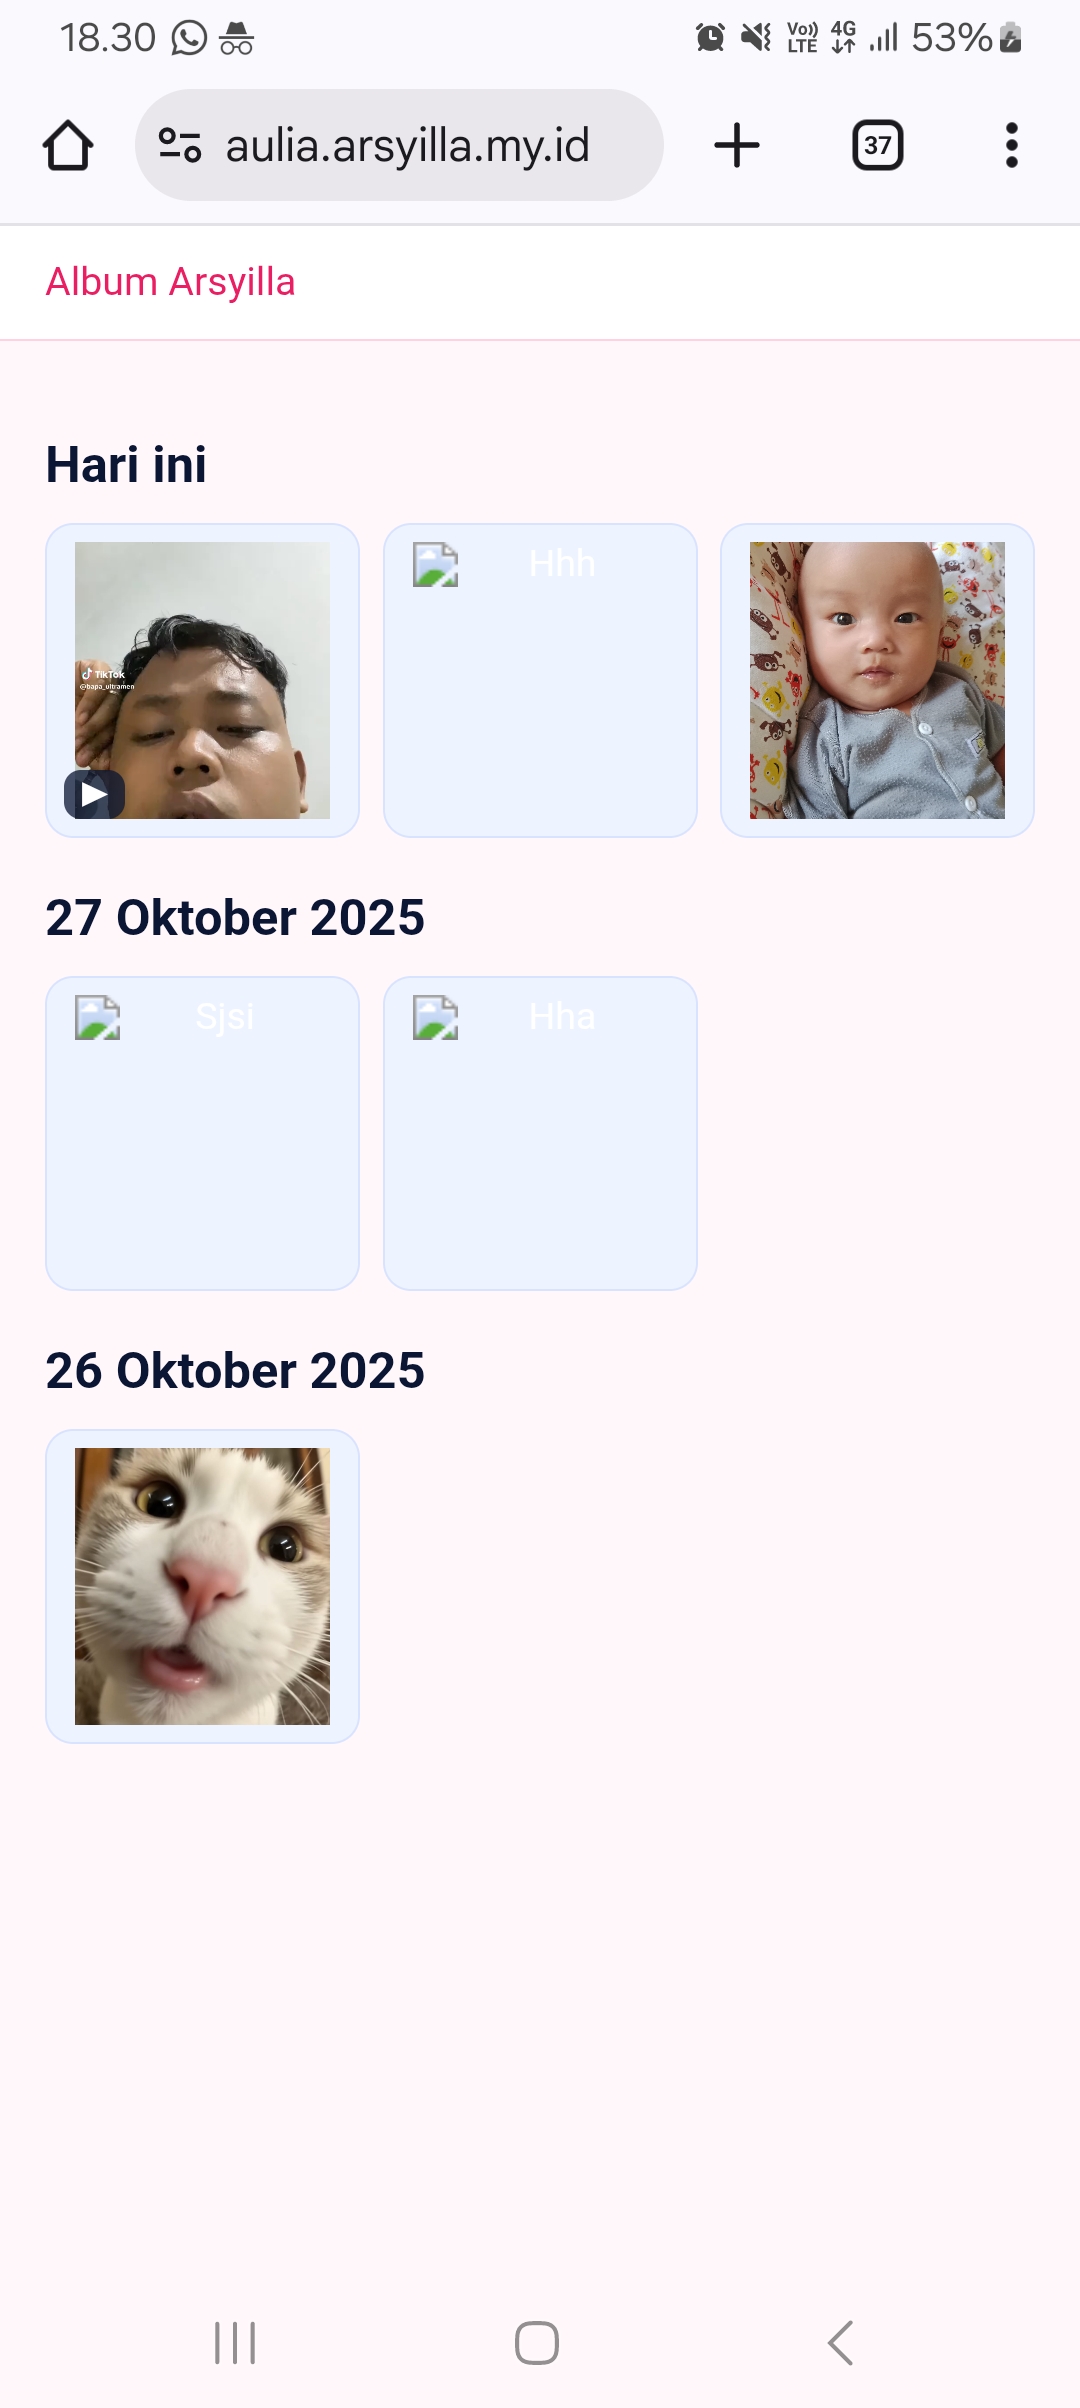 18.30
Vo)) LTE 4G 53%
aulia.arsyilla.my.id
37
Album Arsyilla
Hari ini
TikTok
@bapa_ultramen
Hhh
27 Oktober 2025
Sjsi
Hha
26 Oktober 2025